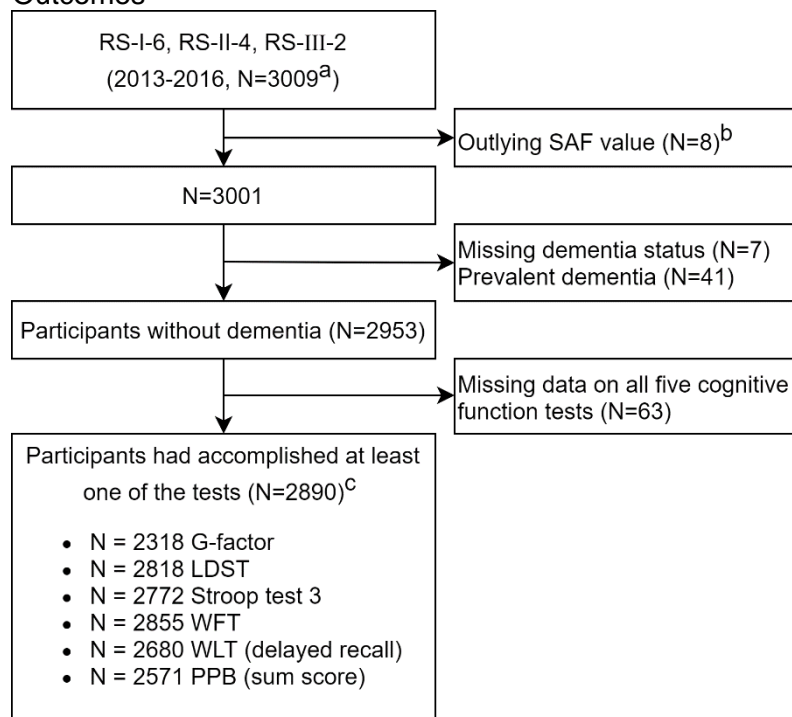 Outcomes
RS-I-6, RS-II-4, RS-III-2
(2013-2016, N=3009a)
Outlying SAF value (N=8)b
N=3001
Missing dementia status (N=7)
Prevalent dementia (N=41)
Participants without dementia (N=2953)
Missing data on all five cognitive
function tests (N=63)
Participants had accomplished at least
one of the tests (N=2890)c
• N = 2318 G-factor
• N = 2818 LDST
• N = 2772 Stroop test 3
• N = 2855 WFT
• N = 2680 WLT (delayed recall)
• N = 2571 PPB (sum score)